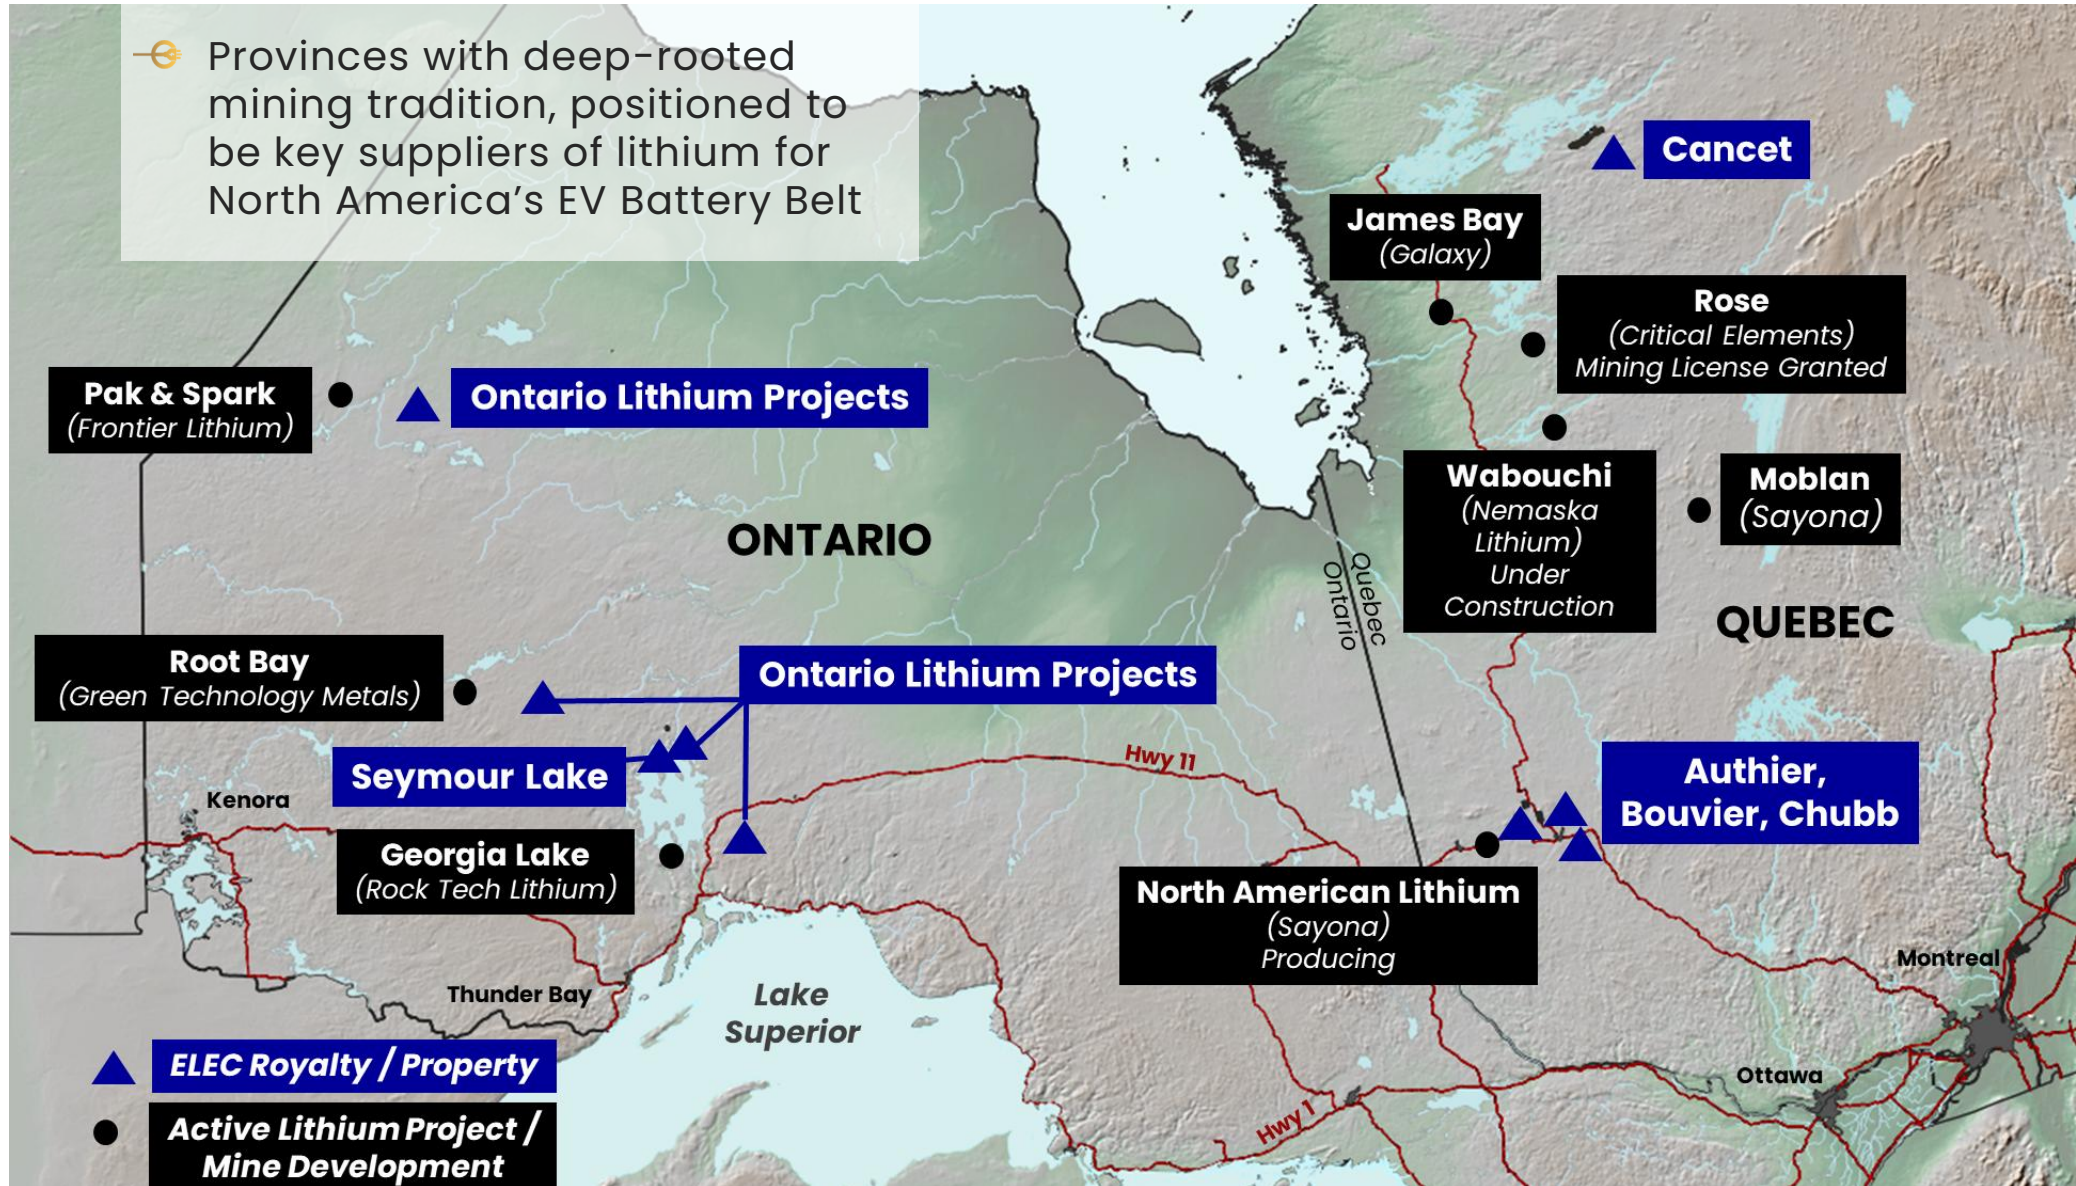 Provinces with deep-rooted
mining tradition, positioned to
be key suppliers of lithium for
North America’s EV Battery Belt
Cancet
James Bay
(Galaxy)
Rose
(Critical Elements)
Mining License Granted
Pak & Spark
(Frontier Lithium)
Ontario Lithium Projects
Wabouchi
(Nemaska
Lithium)
Under
Construction
Moblan
(Sayona)
ONTARIO
Quebec
Ontario
QUEBEC
Root Bay
(Green Technology Metals)
Ontario Lithium Projects
Seymour Lake
Hwy 11
Authier,
Bouvier, Chubb
Kenora
Georgia Lake
(Rock Tech Lithium)
North American Lithium
(Sayona)
Producing
Montreal
Thunder Bay
Lake
Superior
Ottawa
Hwy 1
ELEC Royalty / Property
Active Lithium Project /
Mine Development